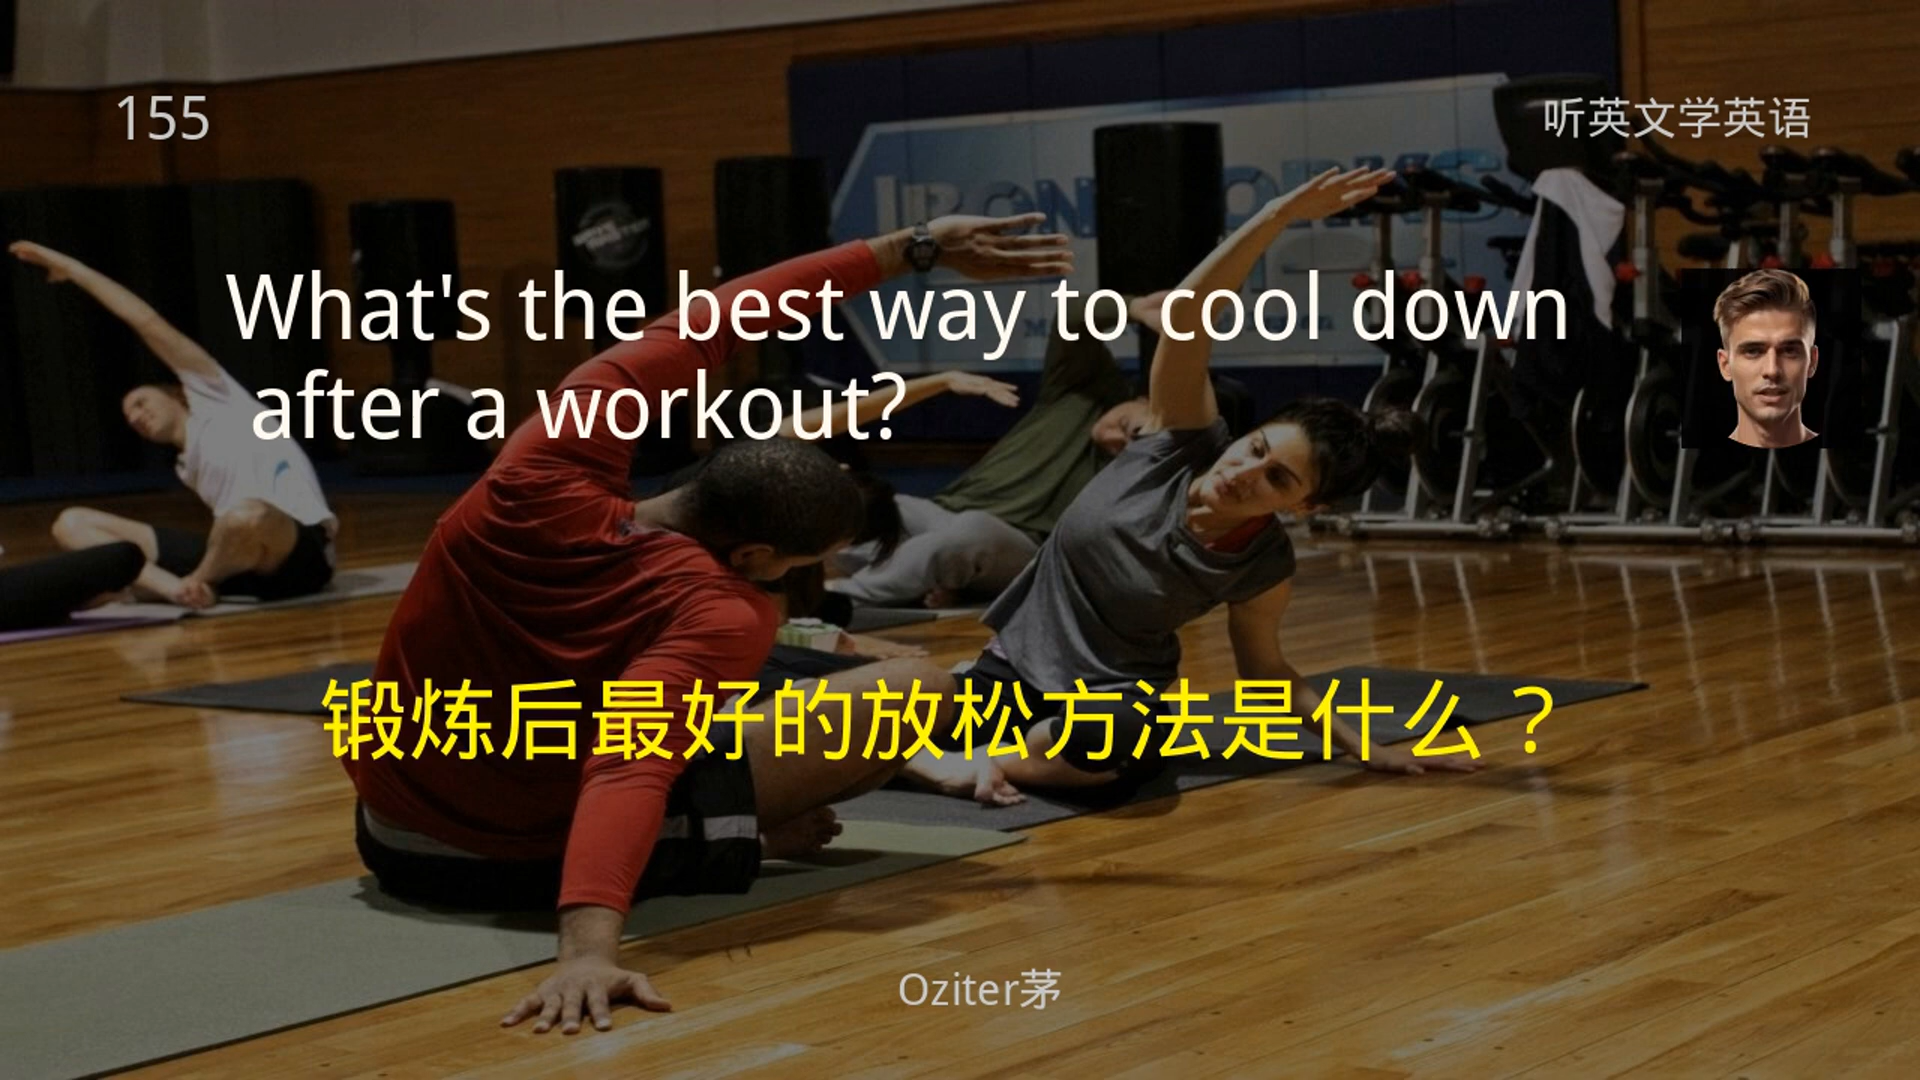 155
听英文学英语
What's the best way to cool down
after a workout?
锻炼后最好的放松方法是什么？
Oziter茅